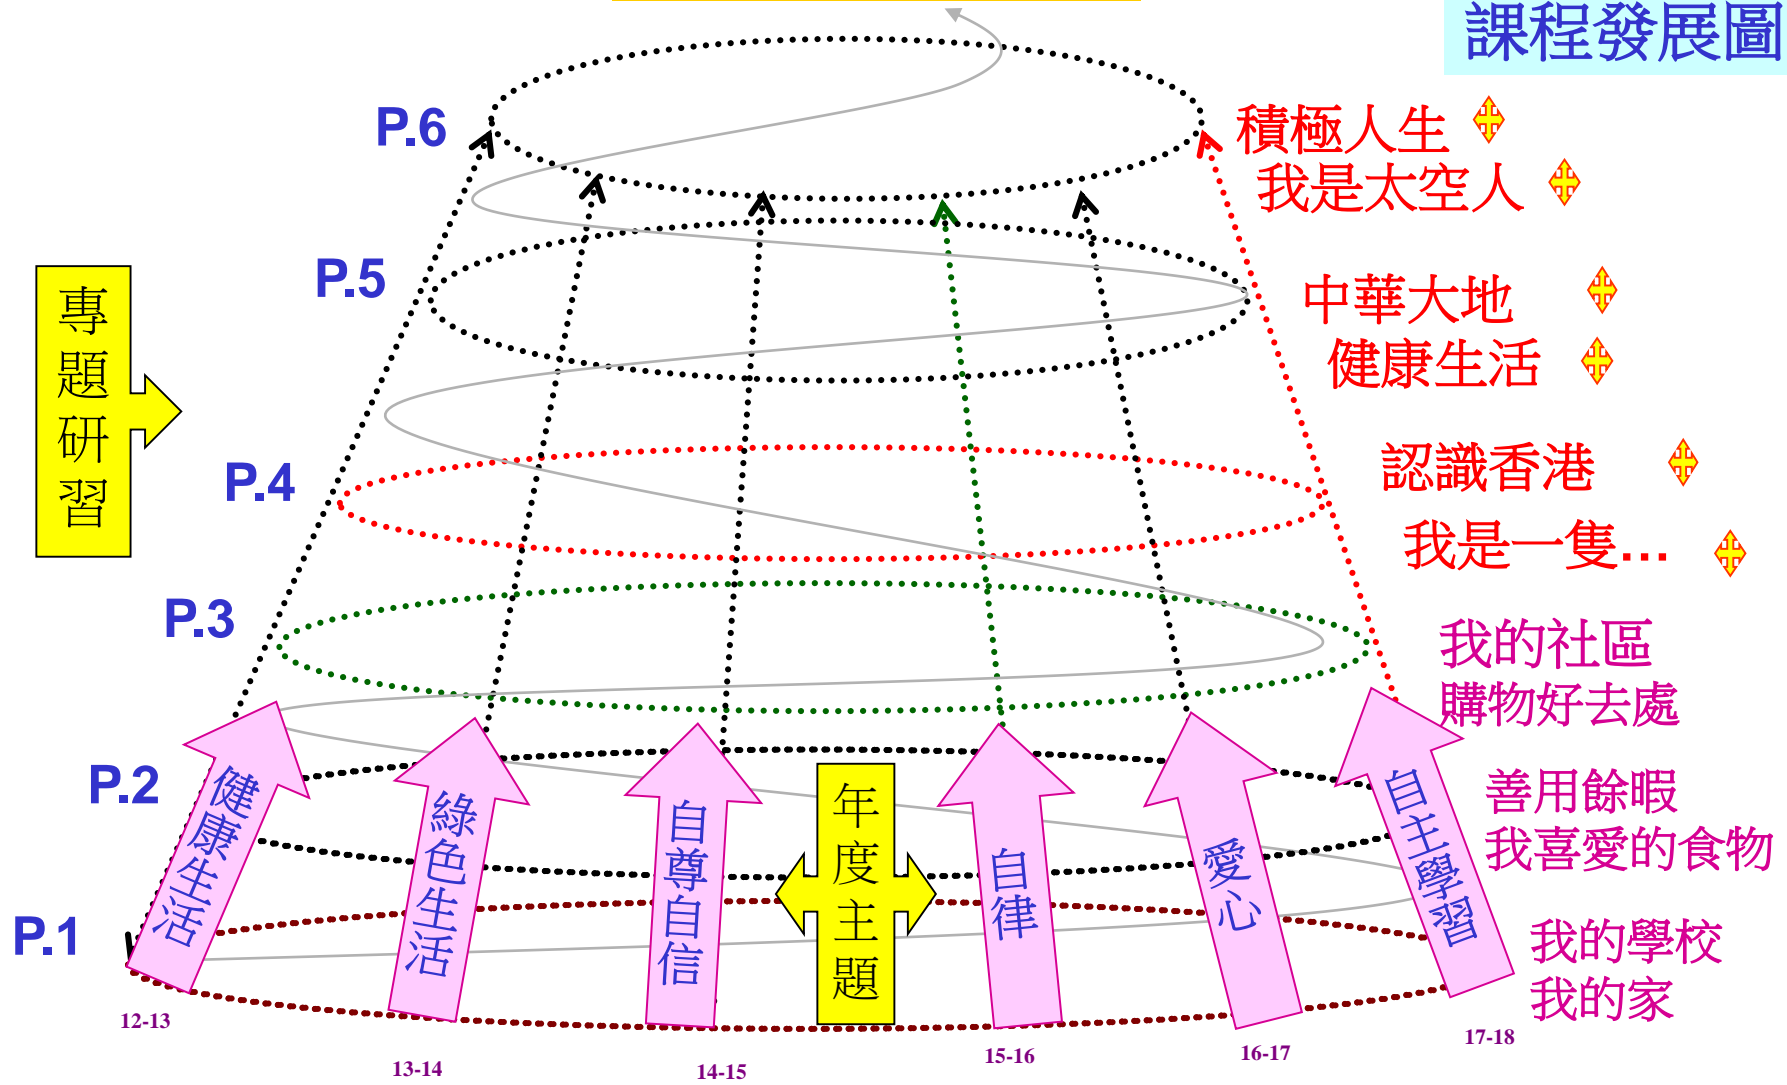 課程發展圖
P.6
積極人生
我是太空人
P.5
中華大地
健康生活
專題研習
P.4
認識香港
我是一隻...
P.3
我的社區
購物好去處
P.2
善用餘暇
我喜愛的食物
P.1
我的學校
我的家
健康生活
綠色生活
自尊自信
年度主題
自律
愛心
自主學習
12-13
13-14
14-15
15-16
16-17
17-18